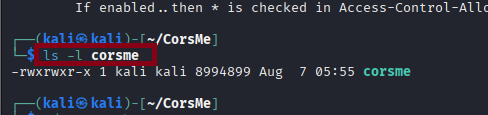 If enabled..then * is checked in Access-Control-Allo
┌──(kali㉿kali)-[~/CorsMe]
└─$ ls -l corsme
-rwxrwxr-x 1 kali kali 8994899 Aug  7 05:55 corsme
┌──(kali㉿kali)-[~/CorsMe]